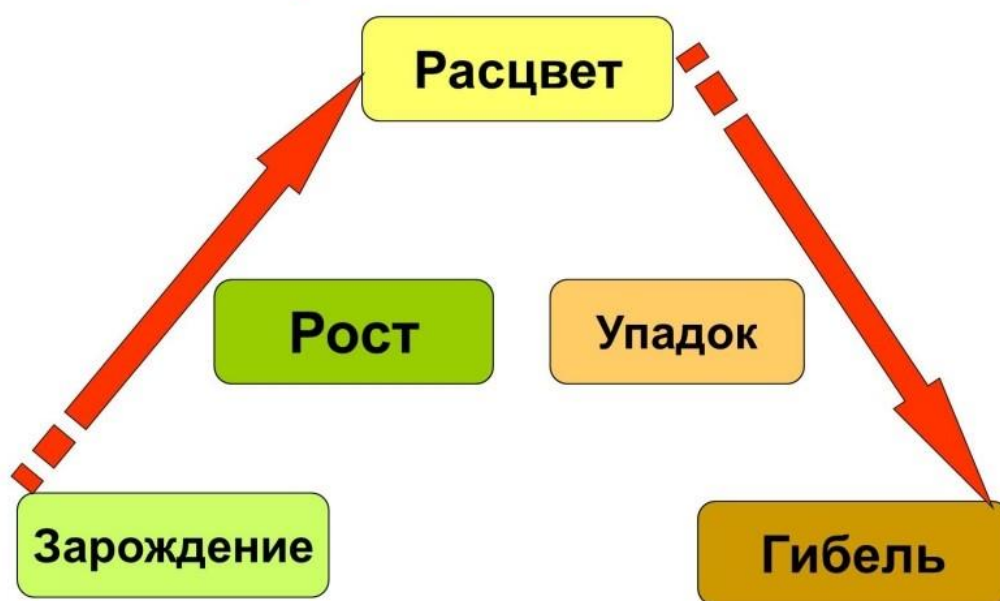 Расцвет
Рост
Упадок
Зарождение
Гибель